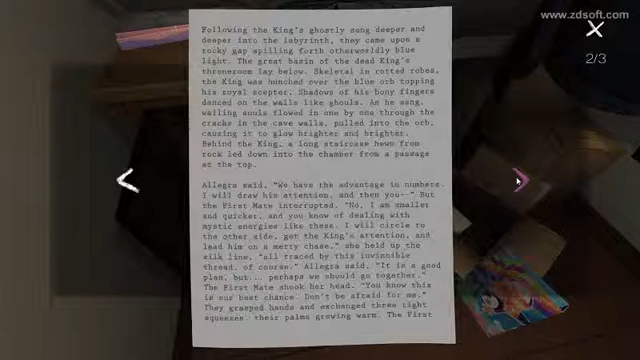 www.zdsoft.com
2/3
Following the King's ghostly song deeper and
deeper into the labyrinth, they came upon a
rocky gap spilling forth otherworldly blue
light. The great basin of the dead King's
throneroom lay below. Skeletal in rotted robes,
the King was hunched over the blue orb topping
his royal scepter. Shadows of his bony fingers
danced on the walls like ghouls. As he sang,
wailing souls flowed in one by one through the
cracks in the cave walls, pulled into the orb,
causing it to glow brighter and brighter.
Behind the King, a long staircase hewn from
rock led down into the chamber from a passage
at the top.
Allegra said, "We have the advantage in numbers.
I will draw his attention, and then you--" But
the First Mate interrupted. "No, I am smaller
and quicker, and you know of dealing with
mystic energies like these. I will circle to
the other side, get the King's attention, and
lead him on a merry chase," she held up the
silk line, "all traced by this invincible
thread, of course." Allegra said, "It is a good
plan, but... perhaps we should go together."
The First Mate shook her head. "You know this
is our best chance. Don't be afraid for me."
They grasped hands and exchanged three tight
squeezes, their palms growing warm. The First